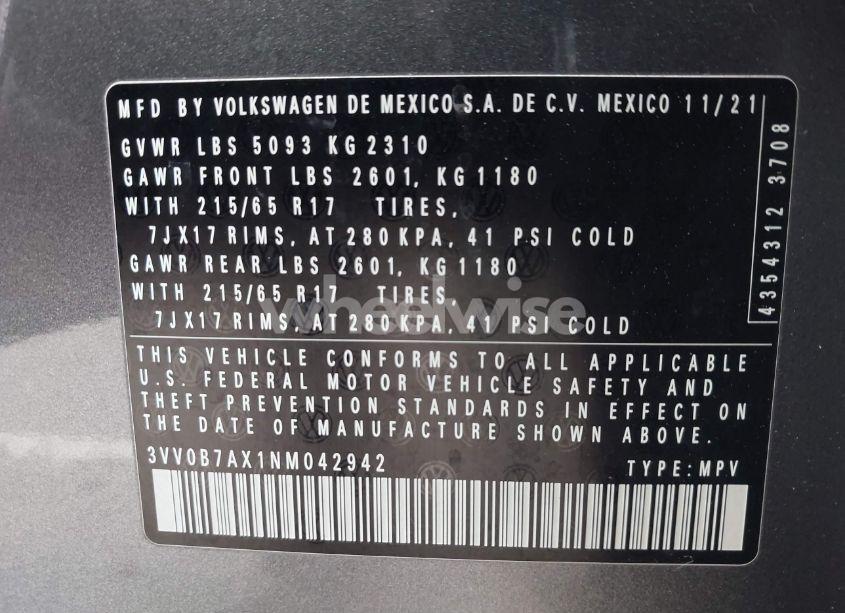 MFD BY VOLKSWAGEN DE MEXICO S.A. DE C.V. MEXICO 11/21
GVWR LBS 5093 KG 2310
GAWR FRONT LBS 2601, KG 1180
WITH 215/65 R17 TIRES,
7JX17 RIMS, AT 280 KPA, 41 PSI COLD
GAWR REAR LBS 2601, KG 1180
WITH 215/65 R17 TIRES,
7JX17 RIMS, AT 280 KPA, 41 PSI COLD
THIS VEHICLE CONFORMS TO ALL APPLICABLE
U.S. FEDERAL MOTOR VEHICLE SAFETY AND
THEFT PREVENTION STANDARDS IN EFFECT ON
THE DATE OF MANUFACTURE SHOWN ABOVE.
3VV0B7AX1NM042942 TYPE: MPV
4354312 3708
wheelwise